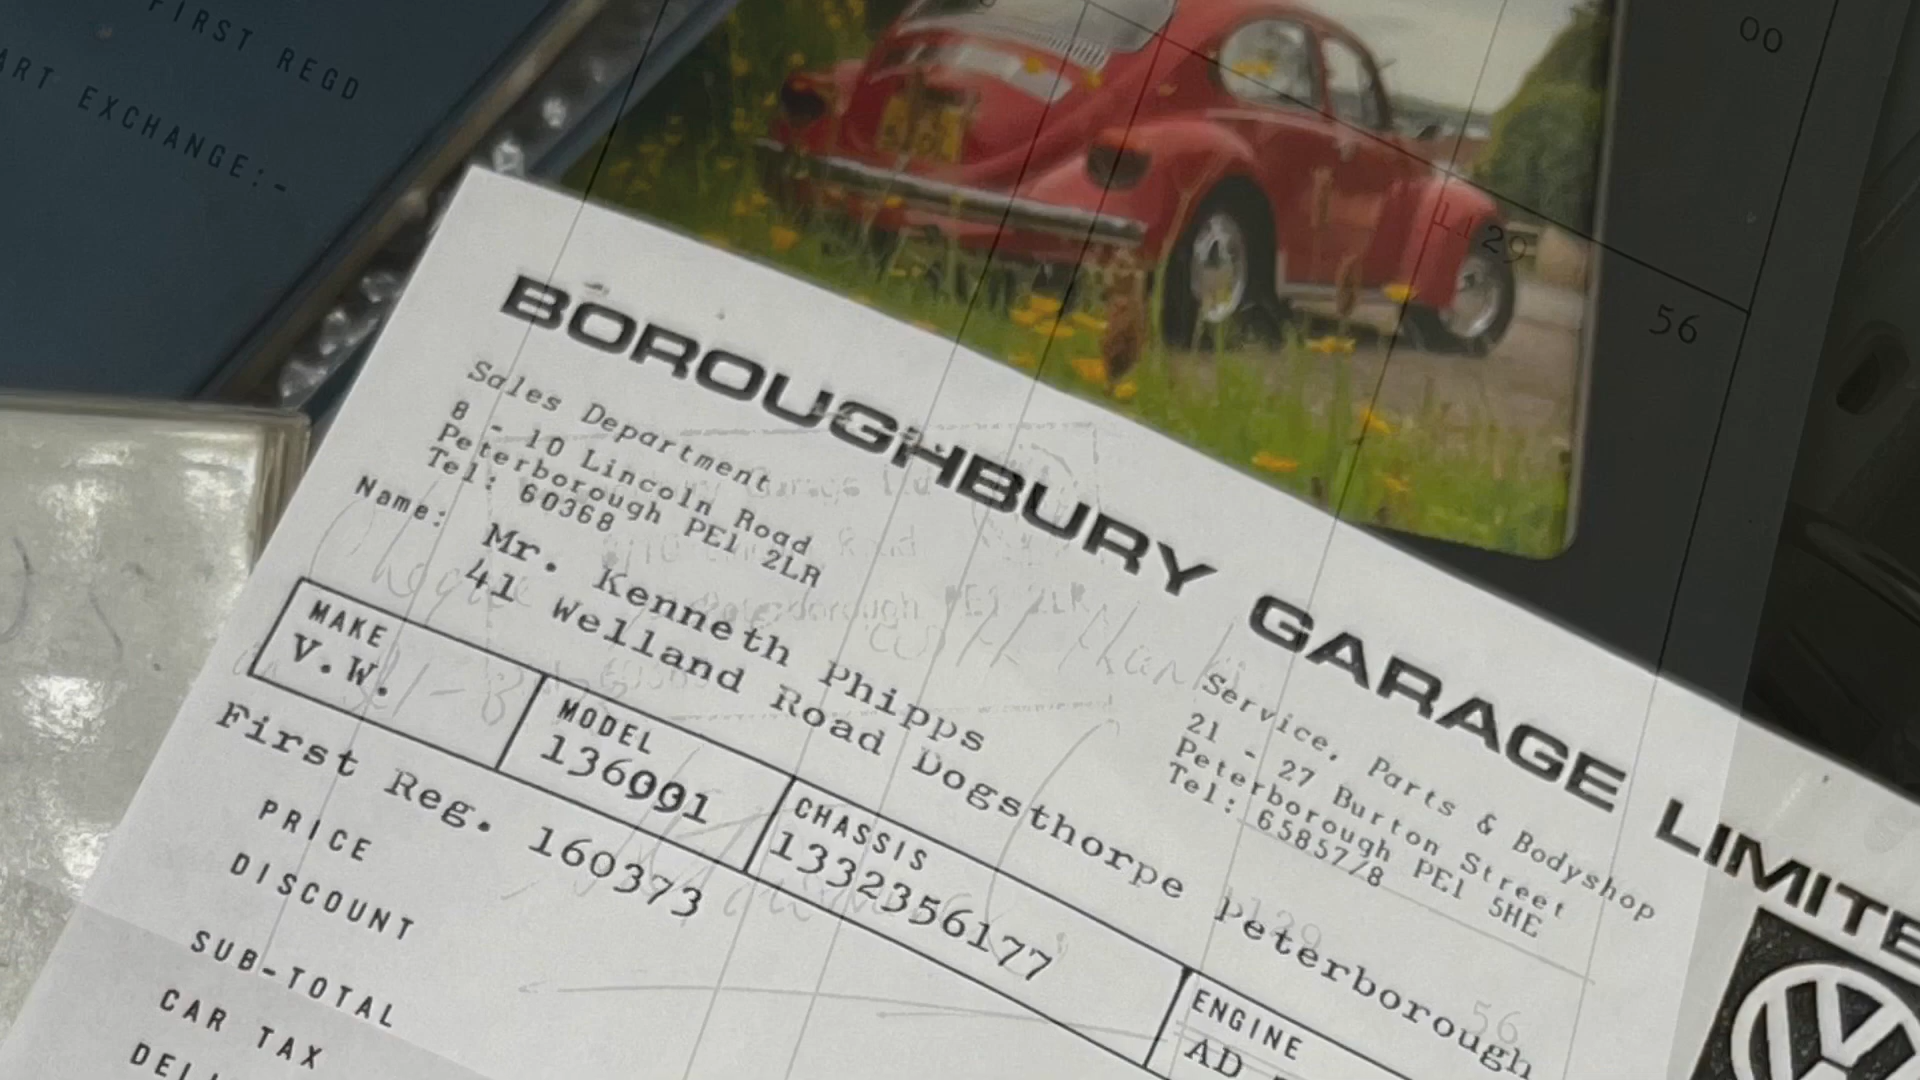 FIRST REGD
ART EXCHANGE:-
00
29
56
BOROUGHBURY GARAGE LIMITE
Sales Department
8 - 10 Lincoln Road
Peterborough PE1 2LR
Tel: 60368
Service, Parts & Bodyshop
21 - 27 Burton Street
Peterborough PE1 5HE
Tel: 65857/8
Name: Mr. Kenneth Phipps
41 Welland Road Dogsthorpe Peterborough
MAKE
V.W.
MODEL
136091
CHASSIS
1332356177
ENGINE
AD
First Reg. 160373
PRICE
DISCOUNT
SUB-TOTAL
CAR TAX
DELI